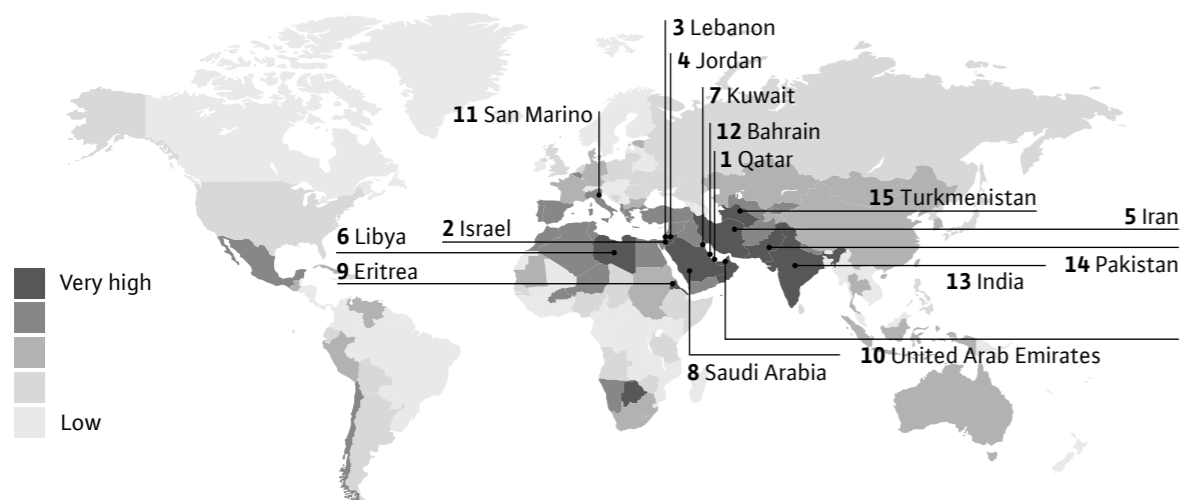 3 Lebanon
4 Jordan
7 Kuwait
11 San Marino
12 Bahrain
1 Qatar
15 Turkmenistan
5 Iran
2 Israel
6 Libya
14 Pakistan
9 Eritrea
13 India
Very high
10 United Arab Emirates
8 Saudi Arabia
Low